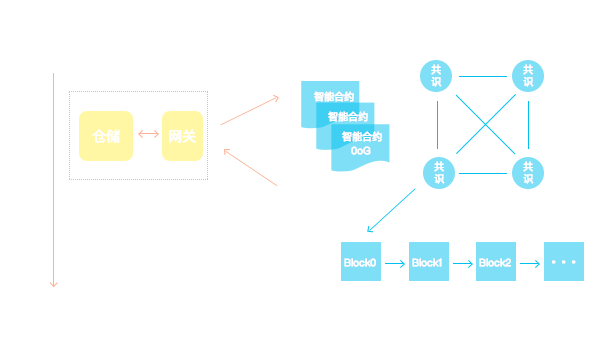 仓储
网关
智能合约
智能合约
智能合约
0oG
共
识
共
识
共
识
共
识
Block0
Block1
Block2
• • •